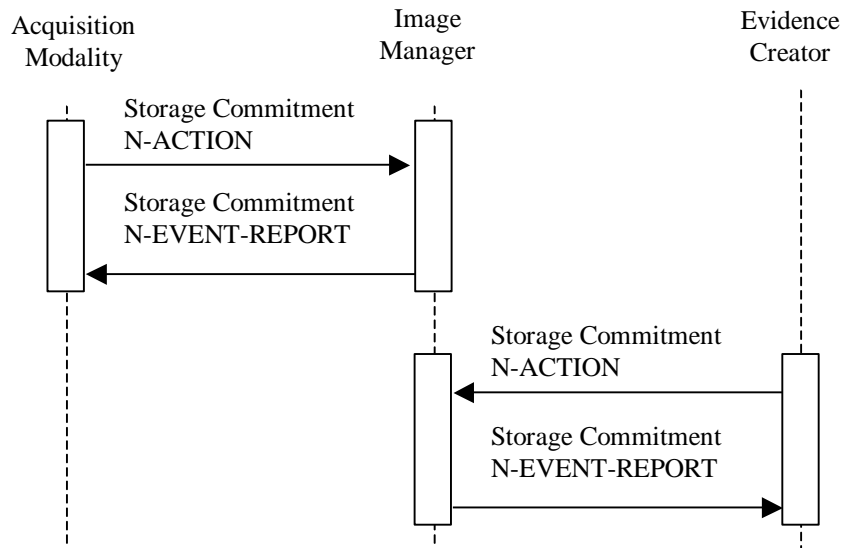 Acquisition
Modality
Image
Manager
Evidence
Creator
Storage Commitment
N-ACTION
Storage Commitment
N-EVENT-REPORT
Storage Commitment
N-ACTION
Storage Commitment
N-EVENT-REPORT